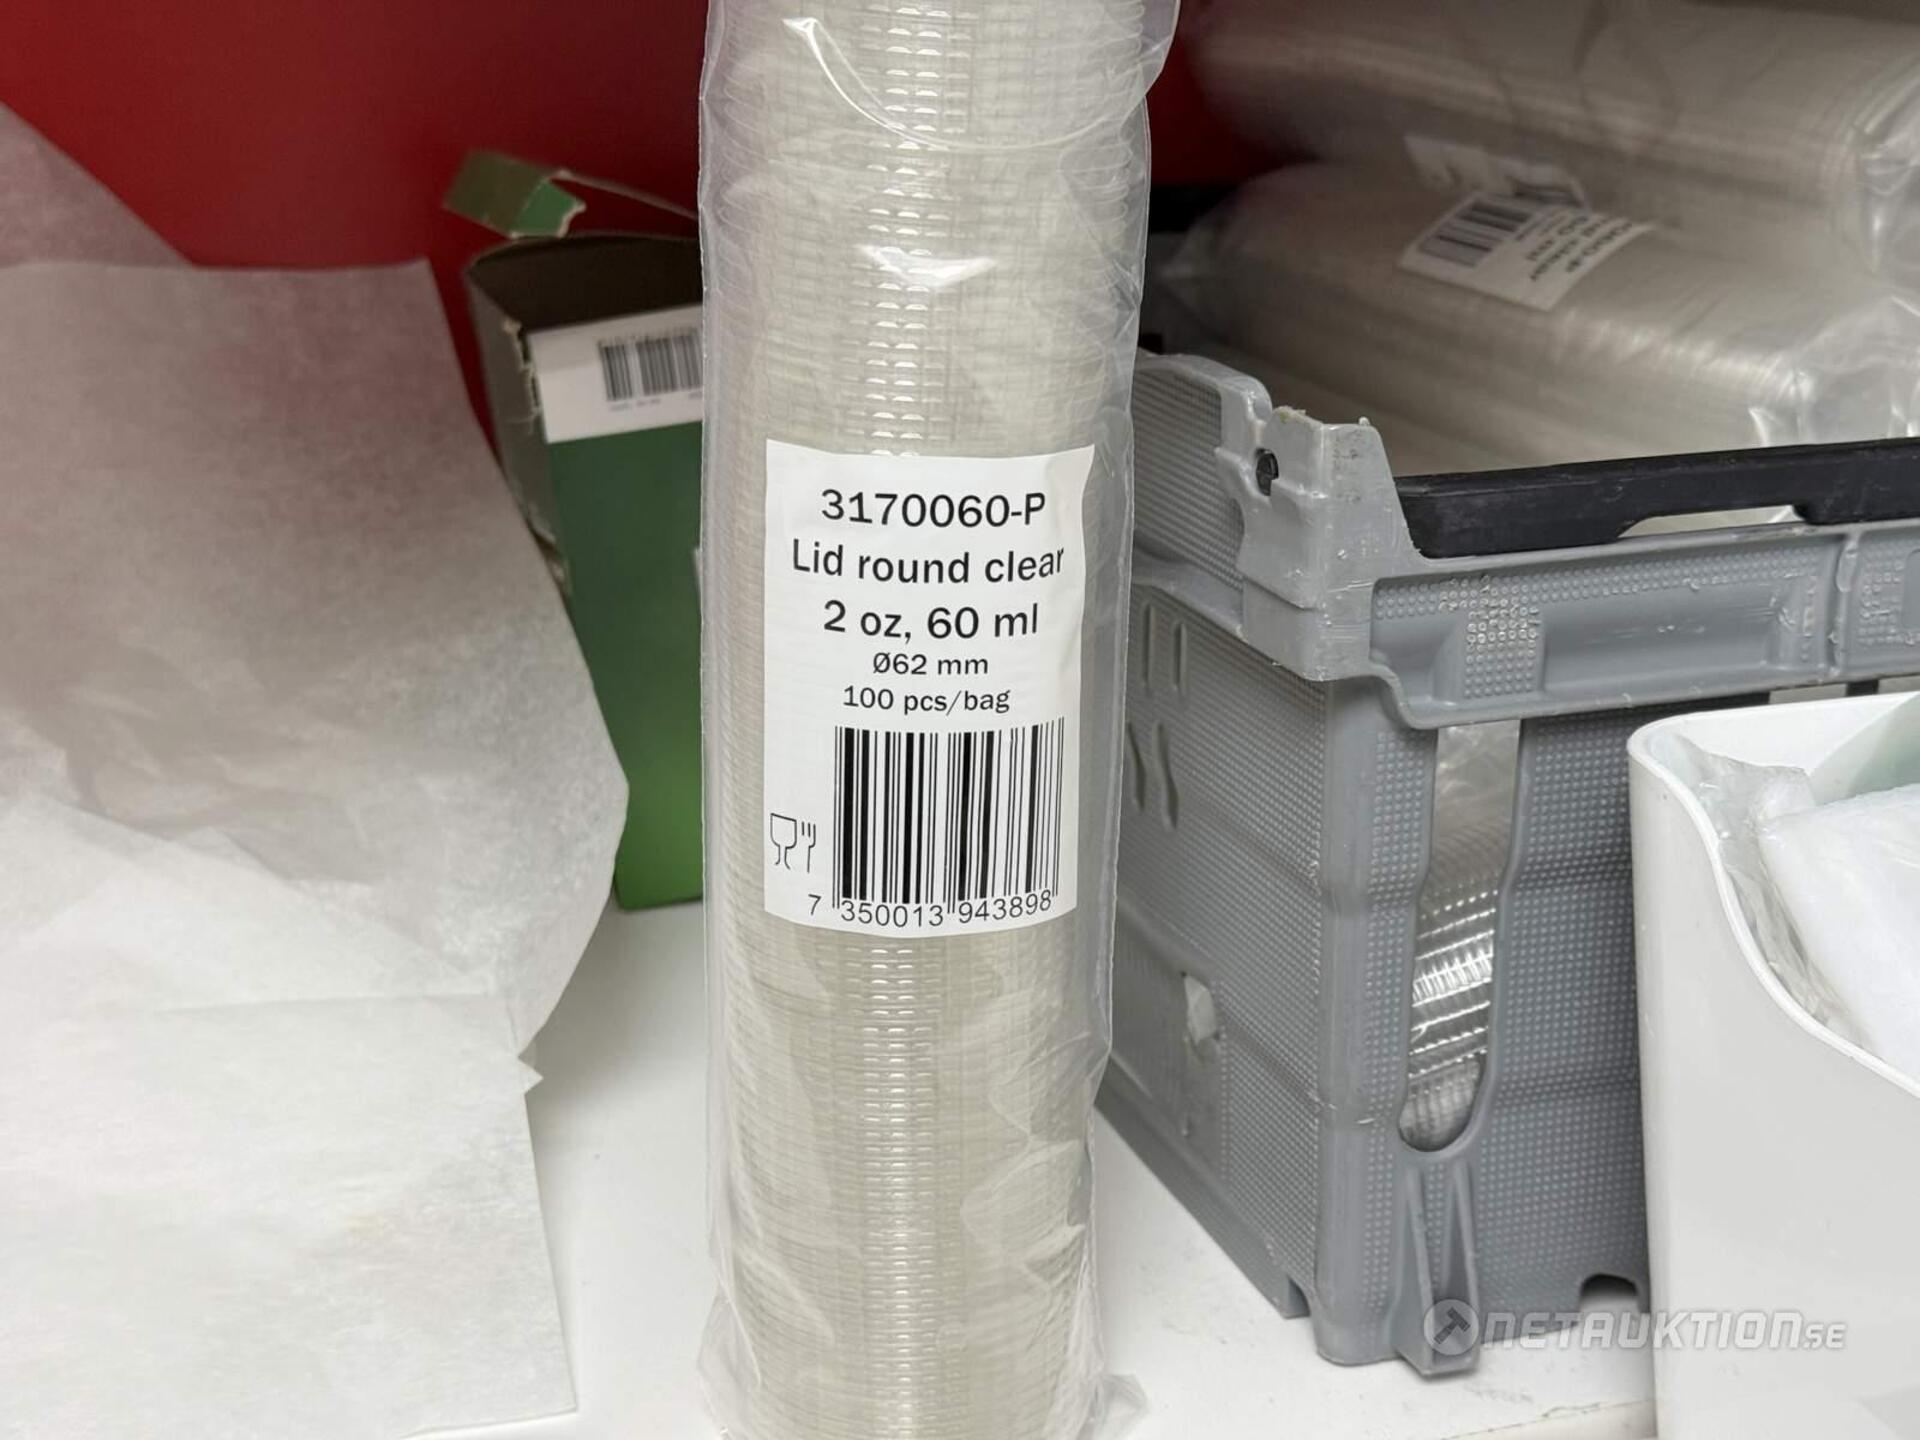 3170060-P
Lid round clear
2 oz, 60 ml
Ø62 mm
100 pcs/bag
7 350013 943898
NETAUKTION.SE